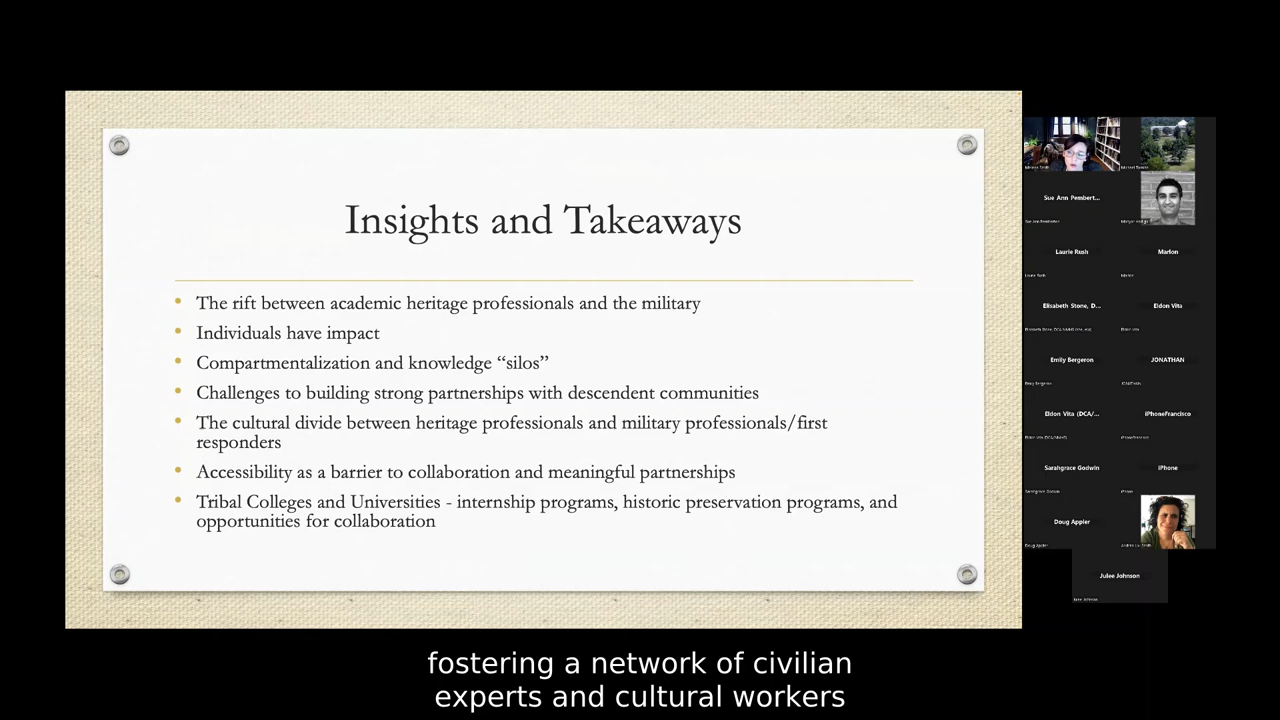 Insights and Takeaways
• The rift between academic heritage professionals and the military
• Individuals have impact
• Compartmentalization and knowledge “silos”
• Challenges to building strong partnerships with descendent communities
• The cultural divide between heritage professionals and military professionals/first
responders
• Accessibility as a barrier to collaboration and meaningful partnerships
• Tribal Colleges and Universities - internship programs, historic preservation programs, and
opportunities for collaboration
Sue Ann Pembert...
Laurie Rush
Marlon
Elisabeth Stone, D...
Eldon Vita
Emily Bergeron
JONATHAN
Eldon Vita (DCA/...
iPhoneFrancisco
Sarahgrace Godwin
iPhone
Doug Appler
Julee Johnson
fostering a network of civilian
experts and cultural workers